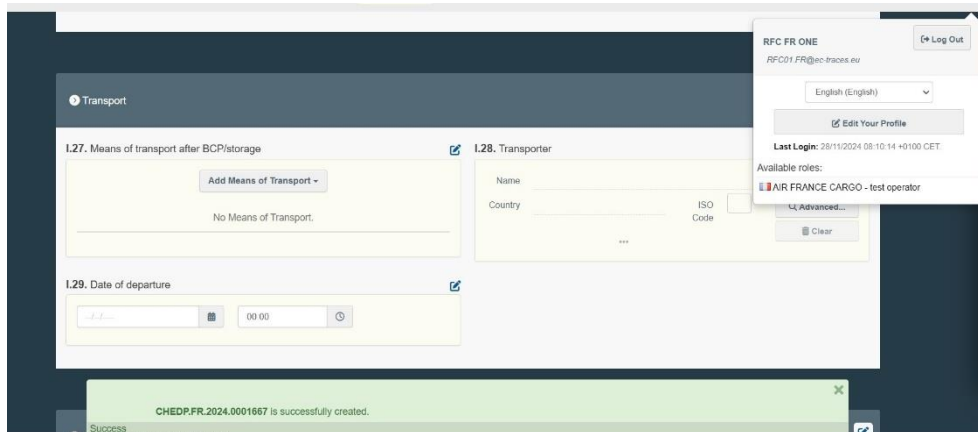 RFC FR ONE
Log Out
RFC01.FR@ec-traces.eu
English (English)
Edit Your Profile
Last Login: 28/11/2024 08:10:14 +0100 CET.
Available roles:
AIR FRANCE CARGO - test operator
Transport
I.27. Means of transport after BCP/storage
Add Means of Transport
No Means of Transport.
I.28. Transporter
Name
Country
ISO Code
Advanced...
Clear
...
I.29. Date of departure
--/--/----
00:00
CHEDP.FR.2024.0001667 is successfully created.
Success